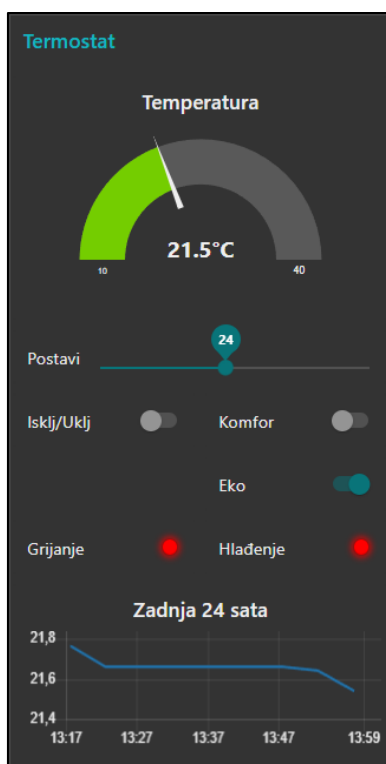 Termostat
Temperatura
21.5°C
10
40
24
Postavi
Isklj/Uklj
Komfor
Eko
Grijanje
Hlađenje
Zadnja 24 sata
21,8
21,6
21,4
13:17 13:27 13:37 13:47 13:59